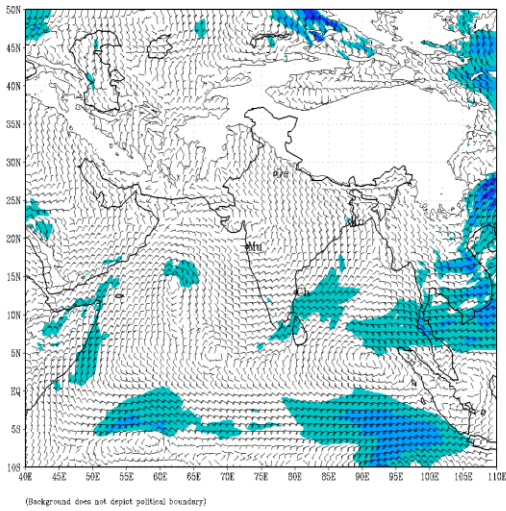 50N
45N
40N
35N
30N
25N
20N
15N
10N
5N
EQ
5S
10S
40E 45E 50E 55E 60E 65E 70E 75E 80E 85E 90E 95E 100E 105E 110E
(Background does not depict political boundary)